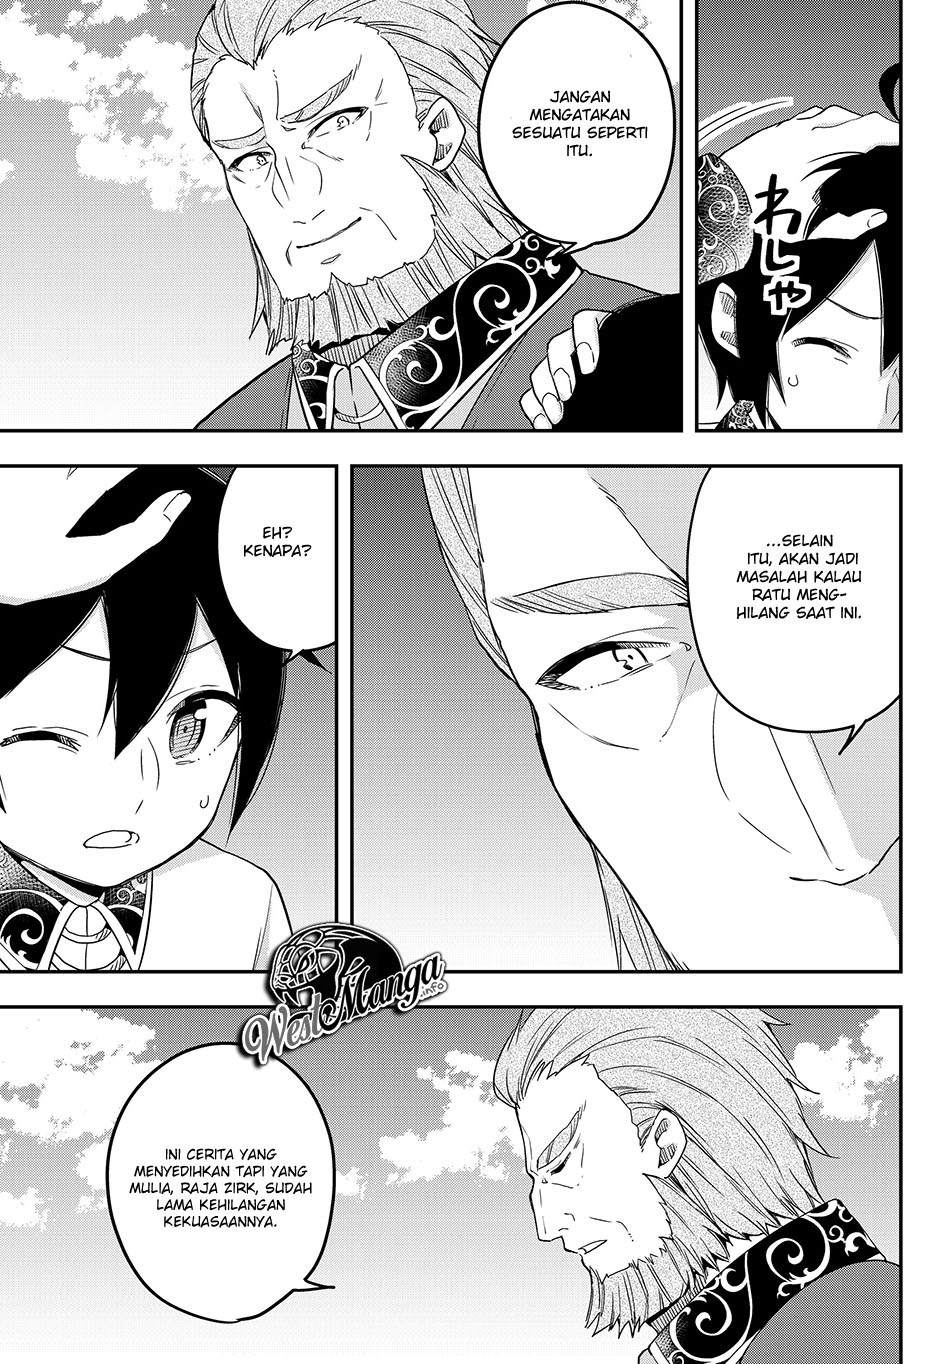 わしゃ
JANGAN
MENGATAKAN
SESUATU SEPERTI
ITU.
...SELAIN
ITU, AKAN JADI
MASALAH KALAU
RATU MENG-
HILANG SAAT INI.
EH?
KENAPA?
WestManga
.info
INI CERITA YANG
MENYEDIHKAN TAPI YANG
MULIA, RAJA ZIRK, SUDAH
LAMA KEHILANGAN
KEKUASAANNYA.